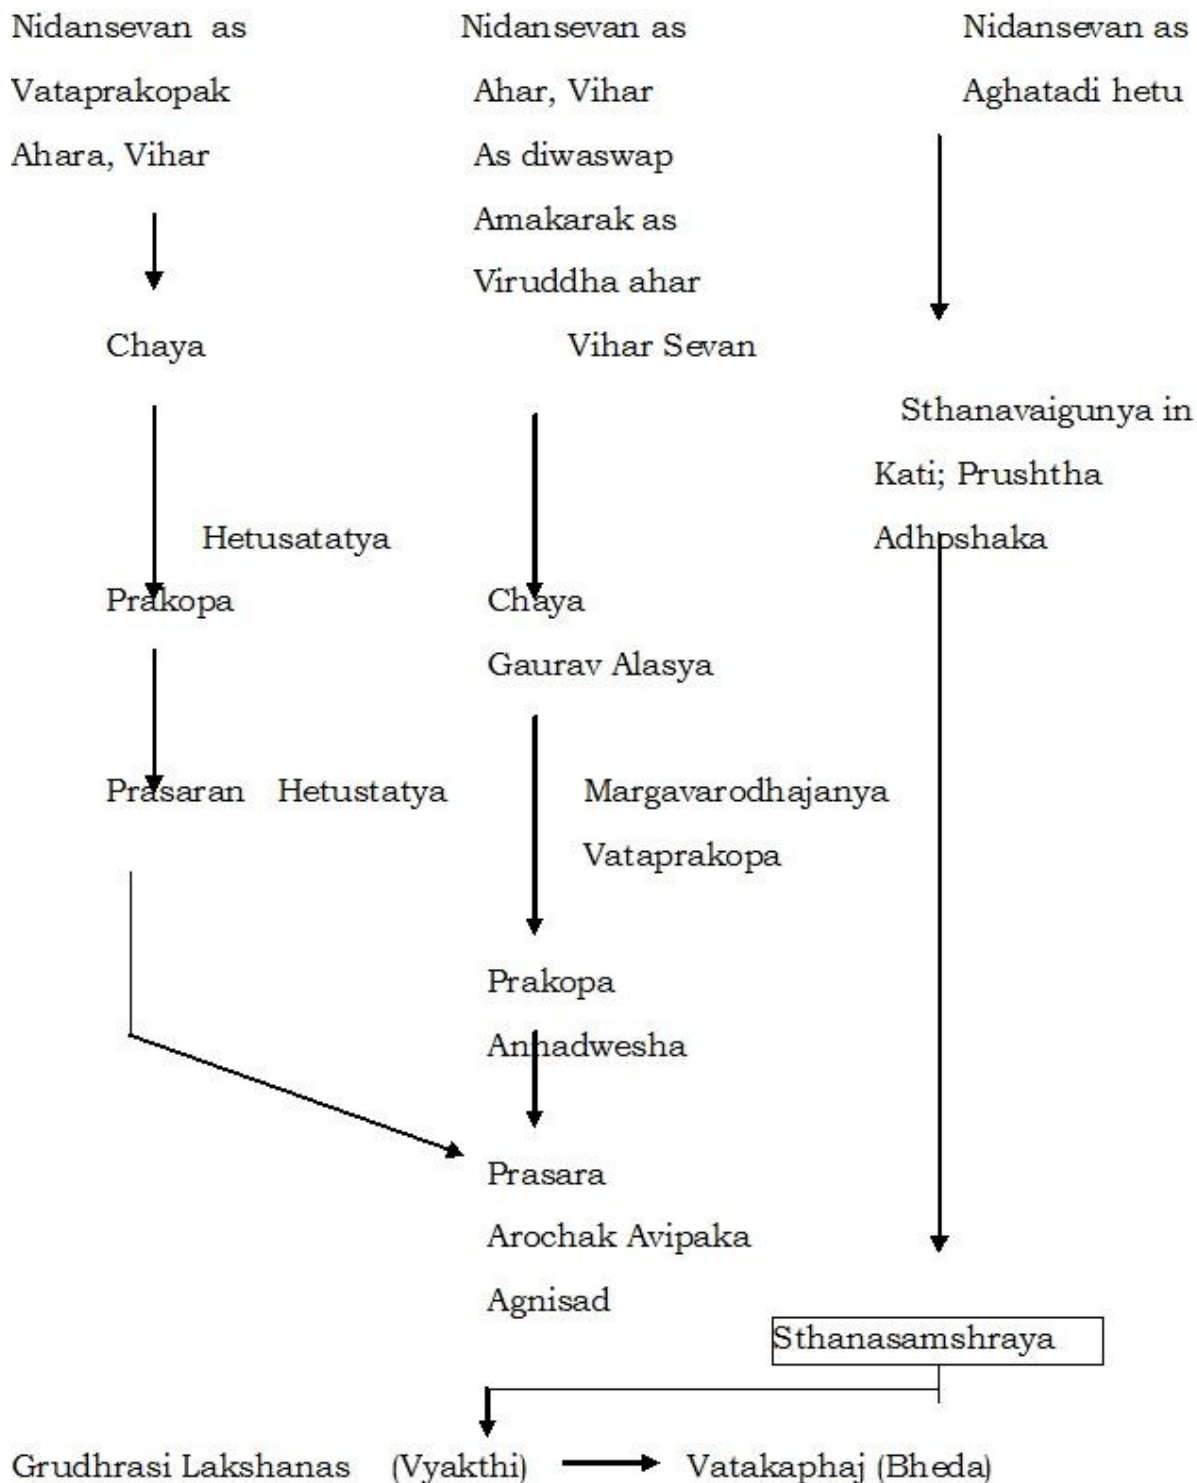 Nidansevan as Nidansevan as Nidansevan as
Vataprakopak Ahar, Vihar Aghatadi hetu
Ahara, Vihar As diwaswap
Amakarak as
Viruddha ahar
Chaya Vihar Sevan
Sthanavaigunya in
Kati; Prushtha
Hetusatatya Adhoshaka
Prakopa Chaya
Gaurav Alasya
Prasaran Hetustatya Margavarodhajanya
Vataprakopa
Prakopa
Annadwesha
Prasara
Arochak Avipaka
Agnisad
Sthanasamshraya
Grudhrasi Lakshanas (Vyakthi) Vatakaphaj (Bheda)